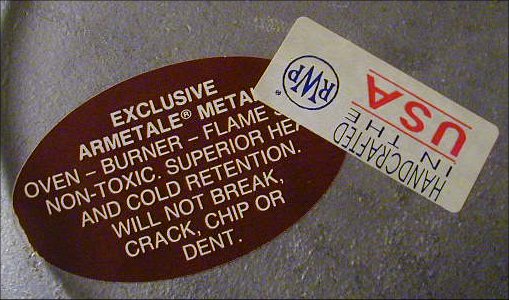 EXCLUSIVE
ARMETALE® METAL
OVEN – BURNER – FLAME
NON-TOXIC. SUPERIOR
AND COLD RETENTION.
WILL NOT BREAK,
CRACK, CHIP OR
DENT.
RWP®
HANDCRAFTED
IN THE
USA